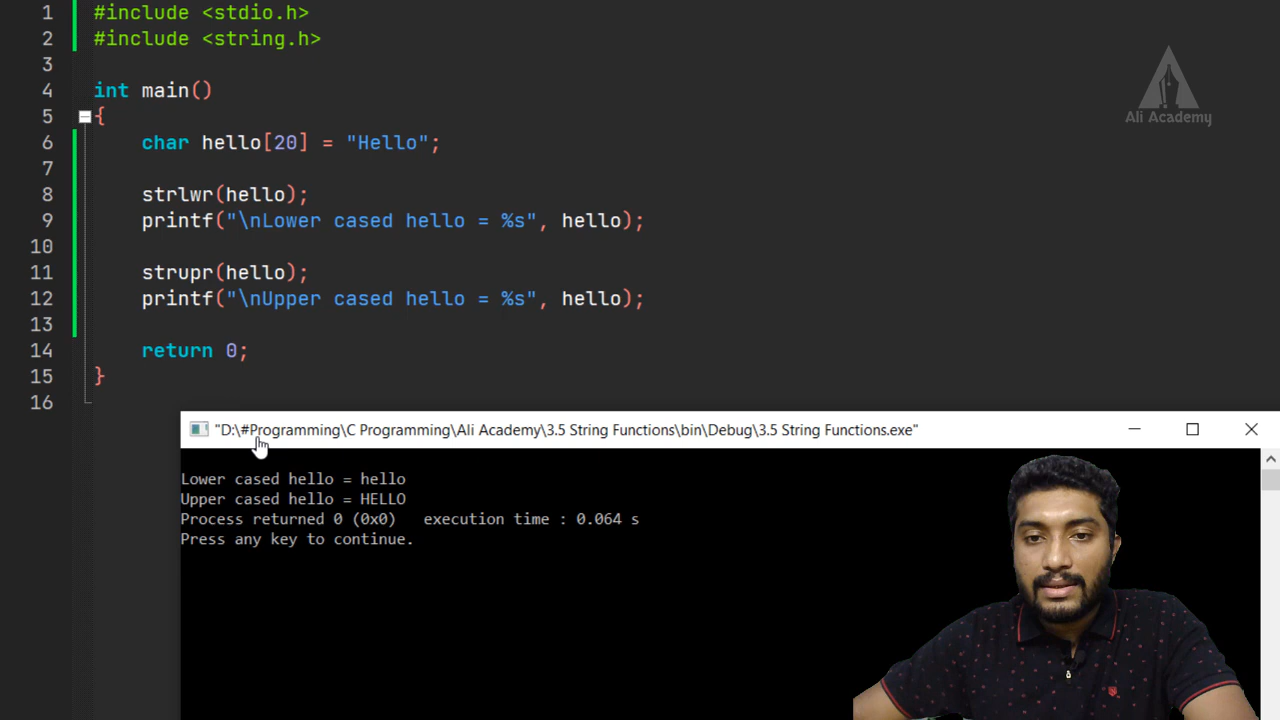 1 #include <stdio.h>
2 #include <string.h>
3
4 int main()
5 {
6 char hello[20] = "Hello";
7
8 strlwr(hello);
9 printf("\nLower cased hello = %s", hello);
10
11 strupr(hello);
12 printf("\nUpper cased hello = %s", hello);
13
14 return 0;
15 }
16
Ali Academy
"D:\#Programming\C Programming\Ali Academy\3.5 String Functions\bin\Debug\3.5 String Functions.exe"
Lower cased hello = hello
Upper cased hello = HELLO
Process returned 0 (0x0)   execution time : 0.064 s
Press any key to continue.